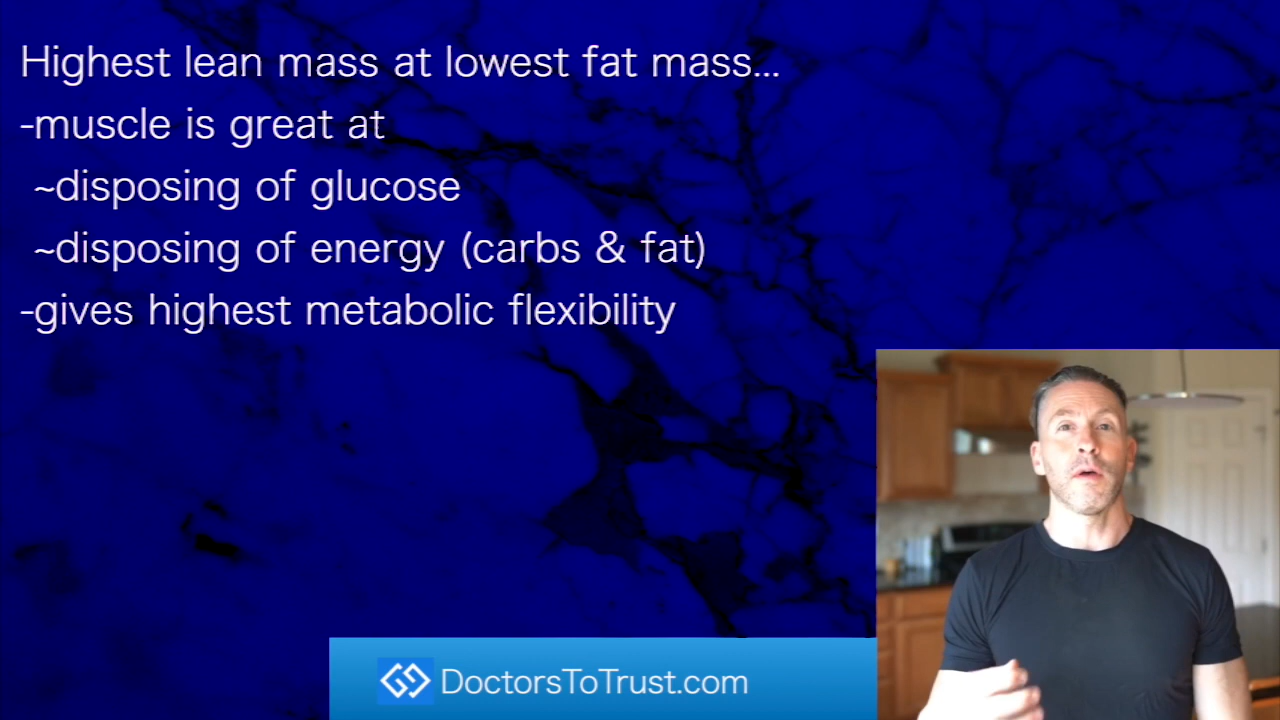 Highest lean mass at lowest fat mass...
-muscle is great at
~disposing of glucose
~disposing of energy (carbs & fat)
-gives highest metabolic flexibility
DoctorsToTrust.com